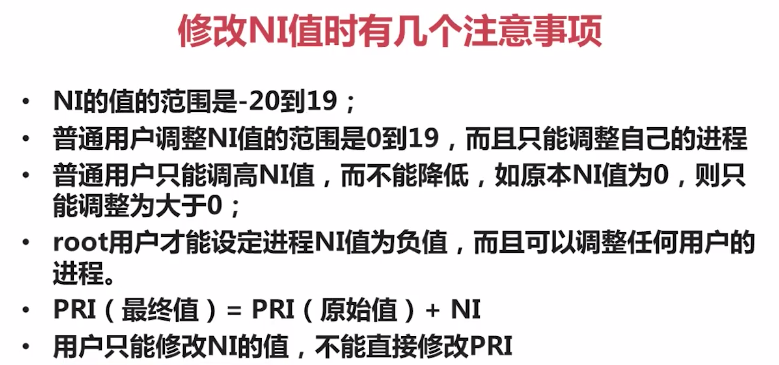 修改NI值时有几个注意事项
• NI的值的范围是-20到19；
• 普通用户调整NI值的范围是0到19，而且只能调整自己的进程
• 普通用户只能调高NI值，而不能降低，如原本NI值为0，则只
能调整为大于0；
• root用户才能设定进程NI值为负值，而且可以调整任何用户的
进程。
• PRI（最终值）= PRI（原始值）+ NI
• 用户只能修改NI的值，不能直接修改PRI